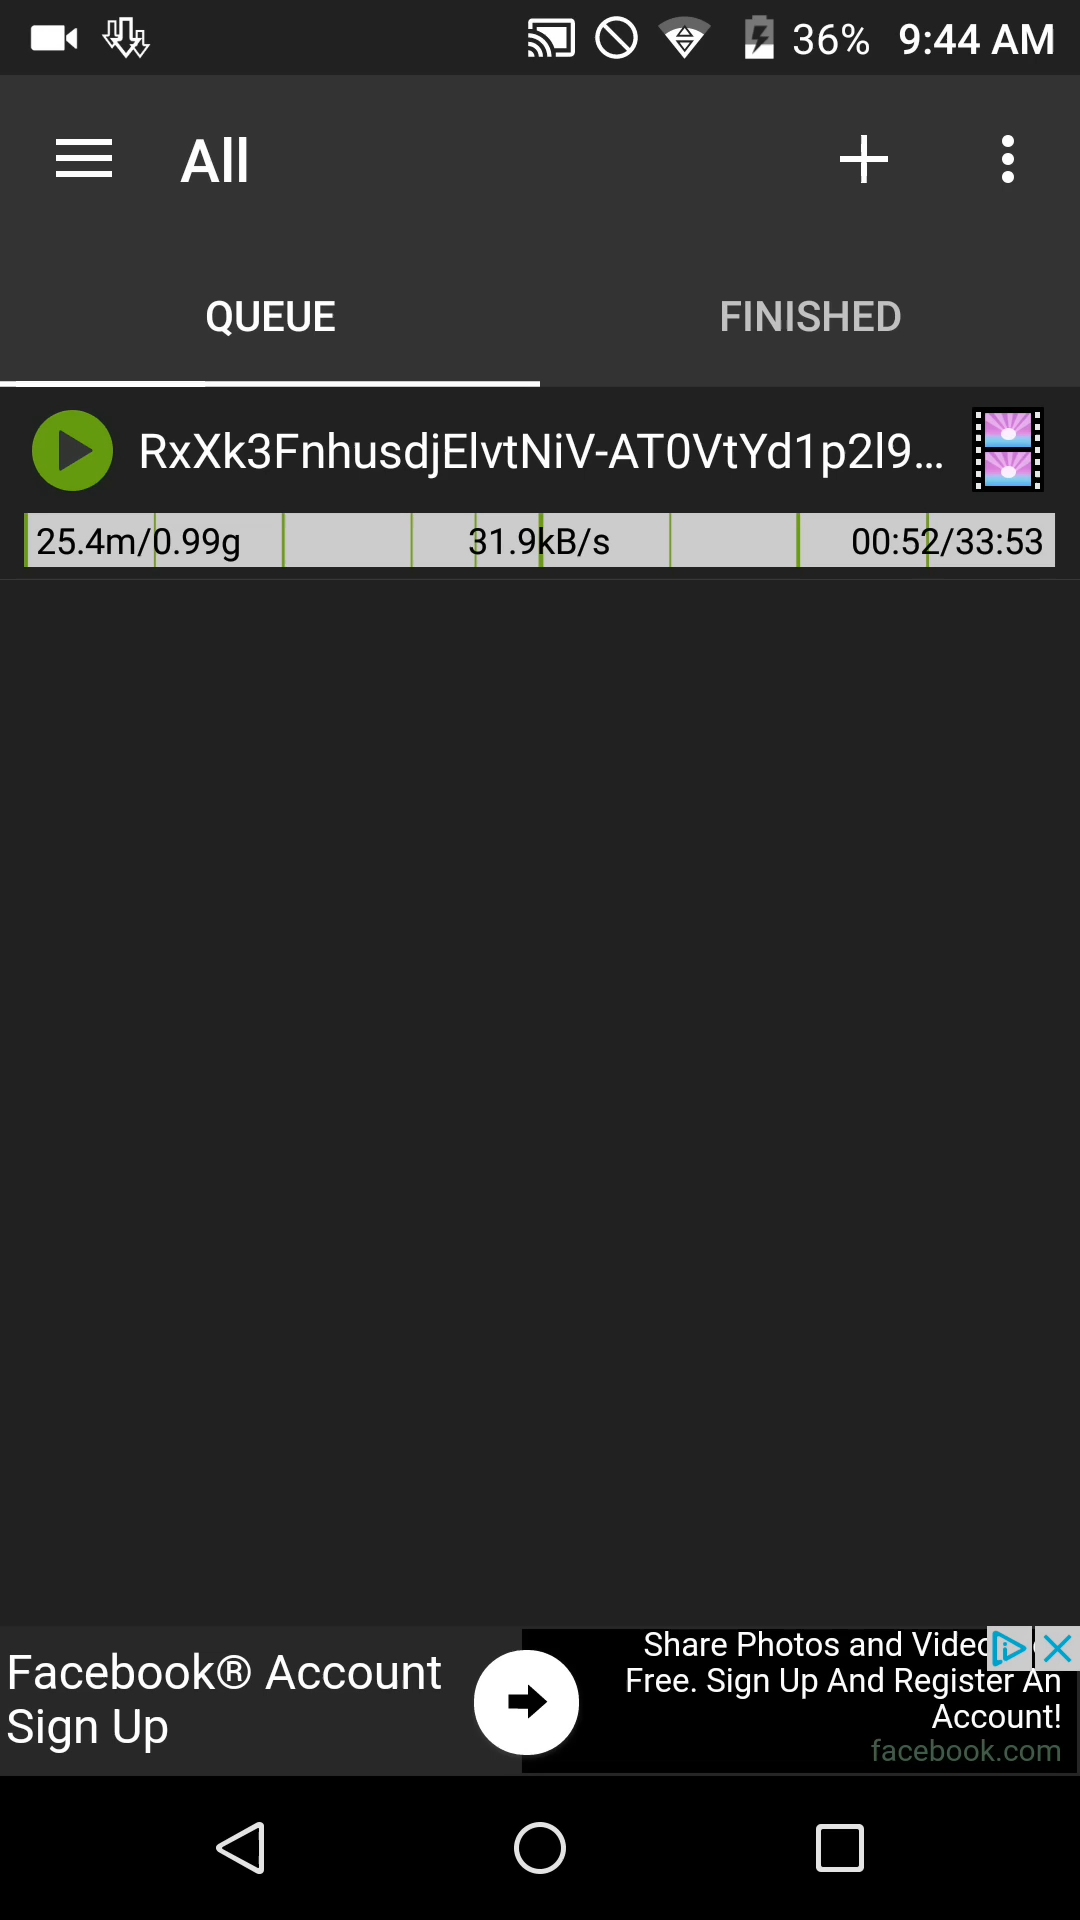 36% 9:44 AM
All
QUEUE FINISHED
RxXk3FnhusdjElvtNiV-AT0VtYd1p2l9...
25.4m/0.99g 31.9kB/s 00:52/33:53
Facebook® Account
Sign Up
Share Photos and
Free. Sign Up And Register An
Account!
facebook.com